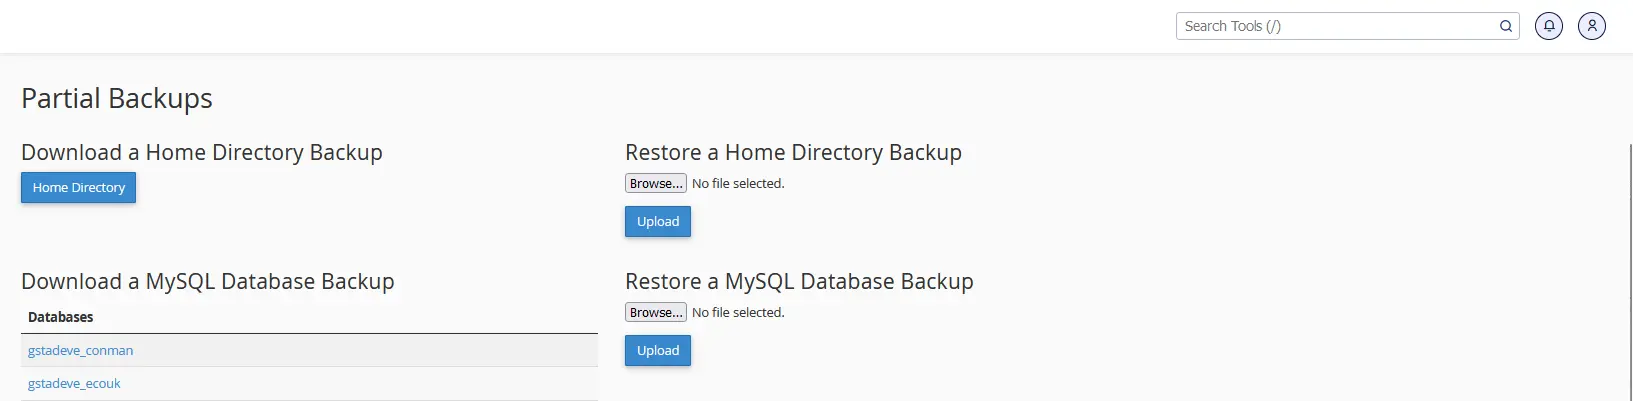 Search Tools (/)
Partial Backups
Download a Home Directory Backup
Home Directory
Restore a Home Directory Backup
Browse... No file selected.
Upload
Download a MySQL Database Backup
Databases
gstadeve_conman
gstadeve_ecouk
Restore a MySQL Database Backup
Browse... No file selected.
Upload